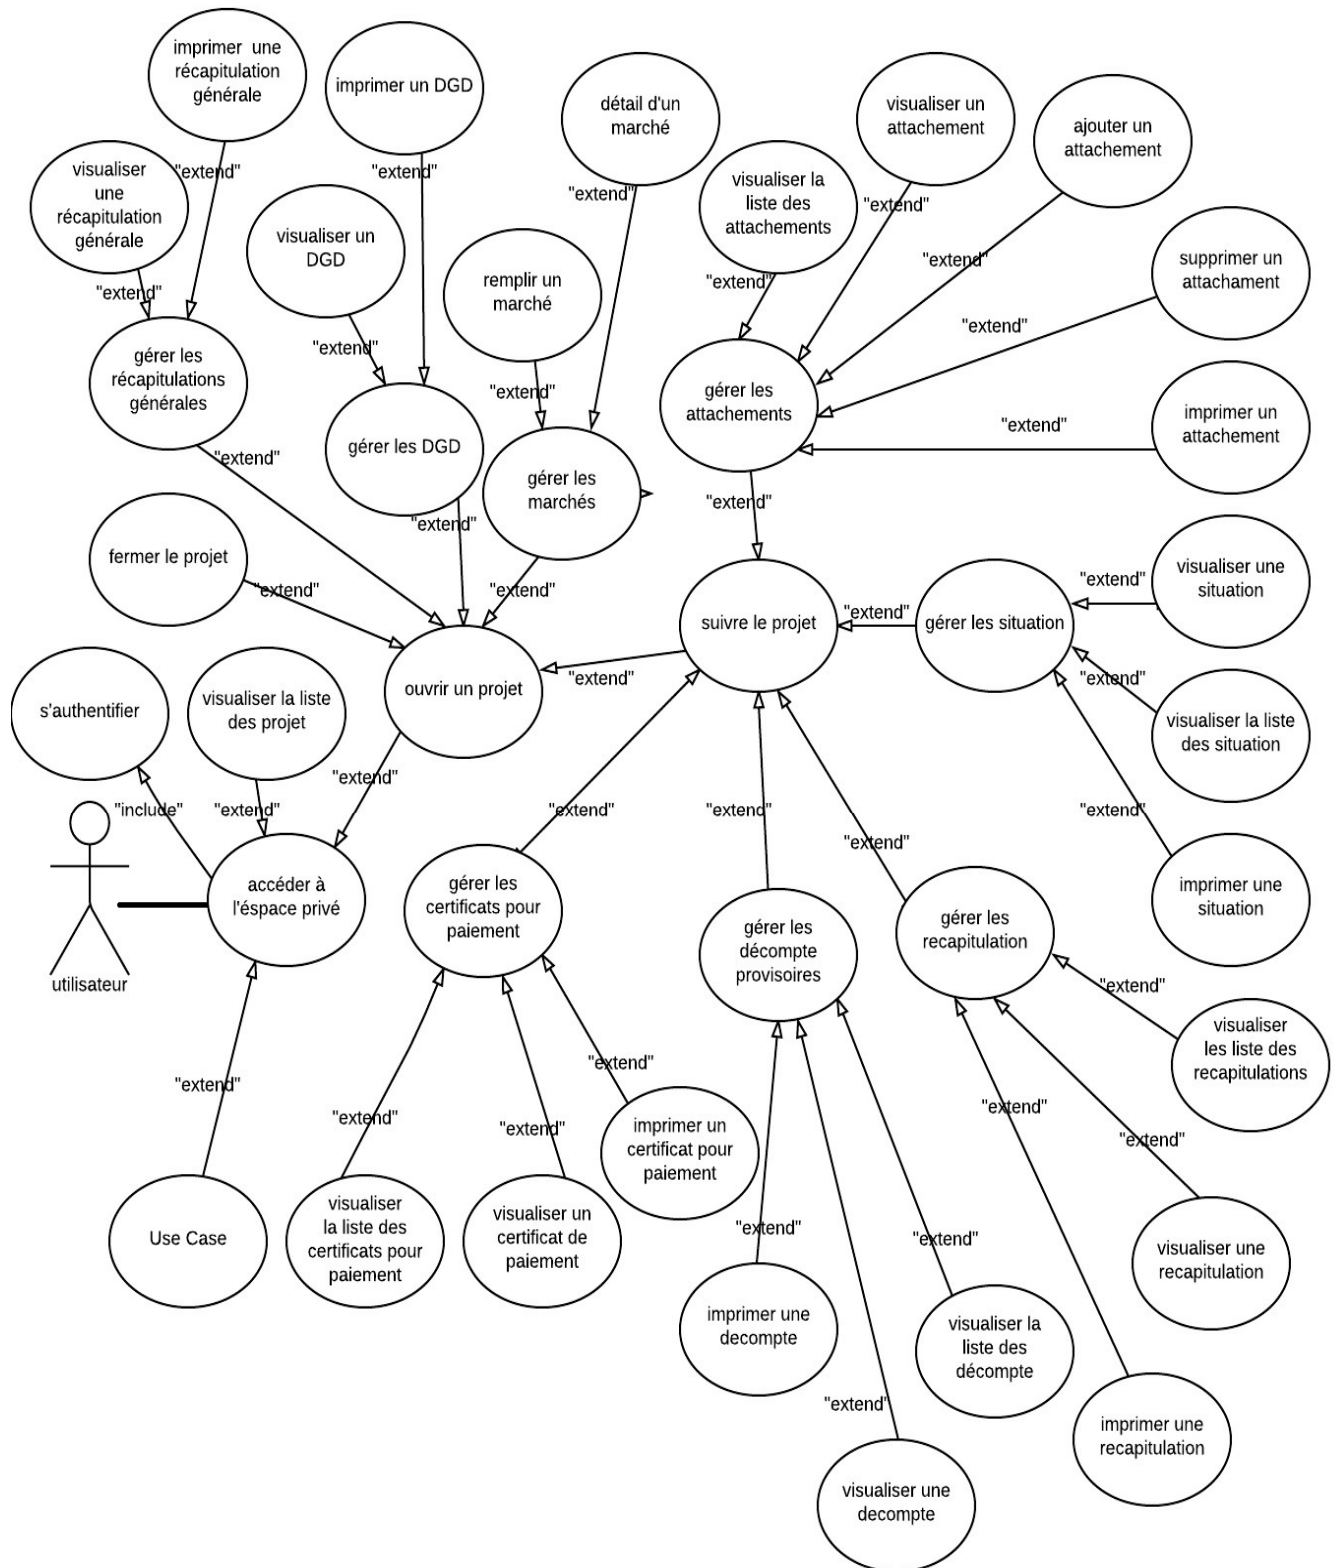 imprimer une
récapitulation
générale
imprimer un DGD
détail d'un
marché
visualiser un
attachement
ajouter un
attachement
visualiser
une
récapitulation
générale
"extend"
"extend"
visualiser la
liste des
attachements
"extend"
"extend"
visualiser un
DGD
"extend"
supprimer un
attachament
remplir un
marché
"extend"
"extend"
"extend"
"extend"
gérer les
récapitulations
générales
"extend"
gérer les
attachements
"extend"
imprimer un
attachement
"extend"
gérer les DGD
"extend"
gérer les
marchés
"extend"
"extend"
fermer le projet
"extend"
"extend"
visualiser une
situation
"extend"
suivre le projet
"extend"
gérer les situation
s'authentifier
visualiser la liste
des projet
ouvrir un projet
"extend"
"extend"
visualiser la liste
des situation
"extend"
"include"
"extend"
"extend"
"extend"
"extend"
"extend"
accéder à
l'éspace privé
gérer les
certificats pour
paiement
gérer les
décompte
provisoires
gérer les
recapitulation
imprimer une
situation
utilisateur
"extend"
visualiser
les liste des
recapitulations
"extend"
"extend"
"extend"
"extend"
"extend"
imprimer un
certificat pour
paiement
"extend"
Use Case
visualiser
la liste des
certificats pour
paiement
visualiser un
certificat de
paiement
"extend"
"extend"
visualiser une
recapitulation
imprimer une
decompte
visualiser la
liste des
décompte
"extend"
imprimer une
recapitulation
visualiser une
decompte